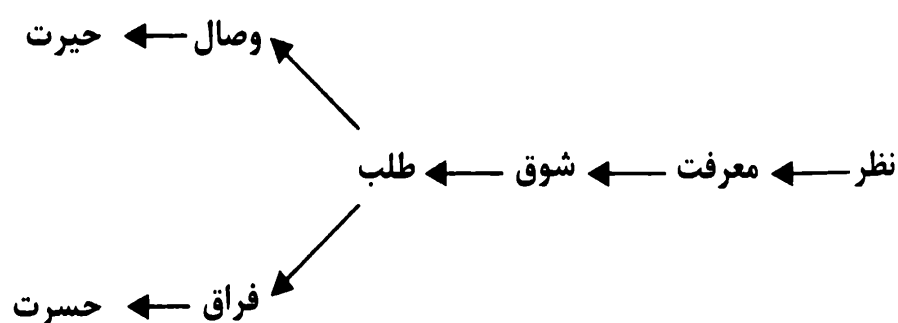 وصال ← حیرت
نظر ← معرفت ← شوق ← طلب
فراق ← حسرت